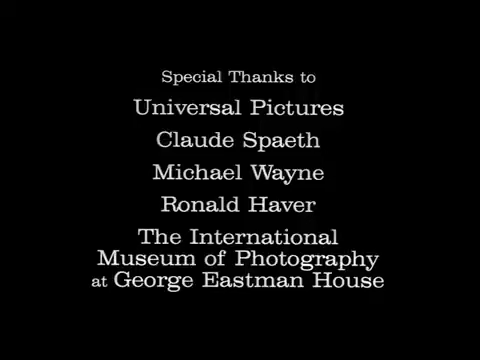 Special Thanks to
Universal Pictures
Claude Spaeth
Michael Wayne
Ronald Haver
The International
Museum of Photography
at George Eastman House